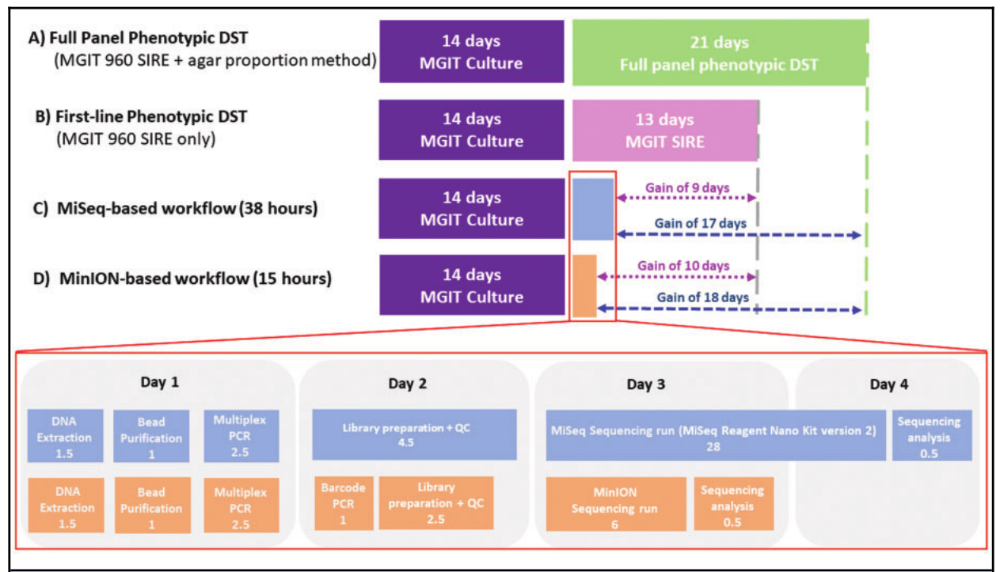 A) Full Panel Phenotypic DST
(MGIT 960 SIRE + agar proportion method)
14 days
MGIT Culture
21 days
Full panel phenotypic DST
B) First-line Phenotypic DST
(MGIT 960 SIRE only)
14 days
MGIT Culture
13 days
MGIT SIRE
C) MiSeq-based workflow (38 hours)
14 days
MGIT Culture
Gain of 9 days
Gain of 17 days
D) MinION-based workflow (15 hours)
14 days
MGIT Culture
Gain of 10 days
Gain of 18 days
Day 1
Day 2
Day 3
Day 4
DNA
Extraction
1.5
Bead
Purification
1
Multiplex
PCR
2.5
Library preparation + QC
4.5
MiSeq Sequencing run (MiSeq Reagent Nano Kit version 2)
28
Sequencing
analysis
0.5
DNA
Extraction
1.5
Bead
Purification
1
Multiplex
PCR
2.5
Barcode
PCR
1
Library
preparation + QC
2.5
MinION
Sequencing run
6
Sequencing
analysis
0.5